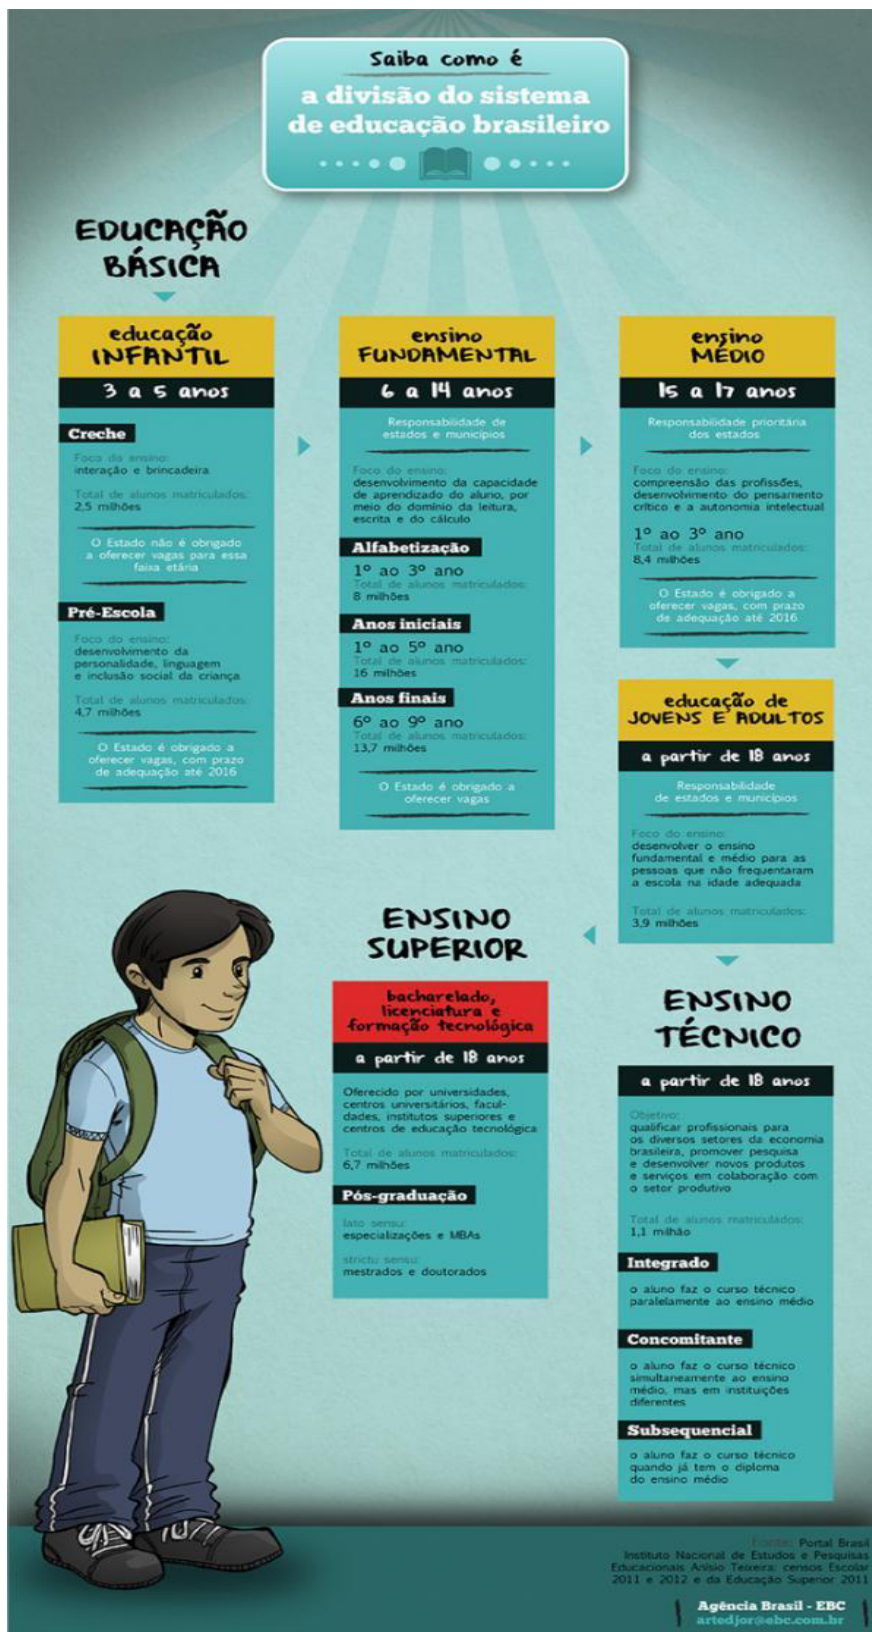 Saiba como é
a divisão do sistema
de educação brasileiro
EDUCAÇÃO
BÁSICA
educação
INFANTIL
3 a 5 anos
Creche
Foco do ensino:
interação e brincadeira
Total de alunos matriculados:
2,5 milhões
O Estado não é obrigado
a oferecer vagas para essa
faixa etária
Pré-Escola
Foco do ensino:
desenvolvimento da
personalidade, linguagem
e inclusão social da criança
Total de alunos matriculados:
4,7 milhões
O Estado é obrigado a
oferecer vagas, com prazo
de adequação até 2016
ensino
FUNDAMENTAL
6 a 14 anos
Responsabilidade de
estados e municípios
Foco do ensino:
desenvolvimento da capacidade
de aprendizado do aluno, por
meio do domínio da leitura,
escrita e do cálculo
Alfabetização
1º ao 3º ano
Total de alunos matriculados:
8 milhões
Anos iniciais
1º ao 5º ano
Total de alunos matriculados:
16 milhões
Anos finais
6º ao 9º ano
Total de alunos matriculados:
13,7 milhões
O Estado é obrigado a
oferecer vagas
ensino
MÉDIO
15 a 17 anos
Responsabilidade prioritária
dos estados
Foco do ensino:
compreensão das profissões,
desenvolvimento do pensamento
crítico e a autonomia intelectual
1º ao 3º ano
Total de alunos matriculados:
8,4 milhões
O Estado é obrigado a
oferecer vagas, com prazo
de adequação até 2016
educação de
JOVENS E ADULTOS
a partir de 18 anos
Responsabilidade
de estados e municípios
Foco do ensino:
desenvolver o ensino
fundamental e médio para as
pessoas que não frequentaram
a escola na idade adequada
Total de alunos matriculados:
3,9 milhões
ENSINO
SUPERIOR
bacharelado,
licenciatura e
formação tecnológica
a partir de 18 anos
Oferecido por universidades,
centros universitários, facul-
dades, institutos superiores e
centros de educação tecnológica
Total de alunos matriculados:
6,7 milhões
Pós-graduação
lato sensu:
especializações e MBAs
strictu sensu:
mestrados e doutorados
ENSINO
TÉCNICO
a partir de 18 anos
Objetivo:
qualificar profissionais para
os diversos setores da economia
brasileira, promover pesquisa
e desenvolver novos produtos
e serviços em colaboração com
o setor produtivo
Total de alunos matriculados:
1,1 milhão
Integrado
o aluno faz o curso técnico
paralelamente ao ensino médio
Concomitante
o aluno faz o curso técnico
simultaneamente ao ensino
médio, mas em instituições
diferentes
Subsequencial
o aluno faz o curso técnico
quando já tem o diploma
do ensino médio
Fonte: Portal Brasil
Instituto Nacional de Estudos e Pesquisas
Educacionais Anísio Teixeira: censos Escolar
2011 e 2012 e da Educação Superior 2011
Agência Brasil - EBC
artedjor@ebc.com.br